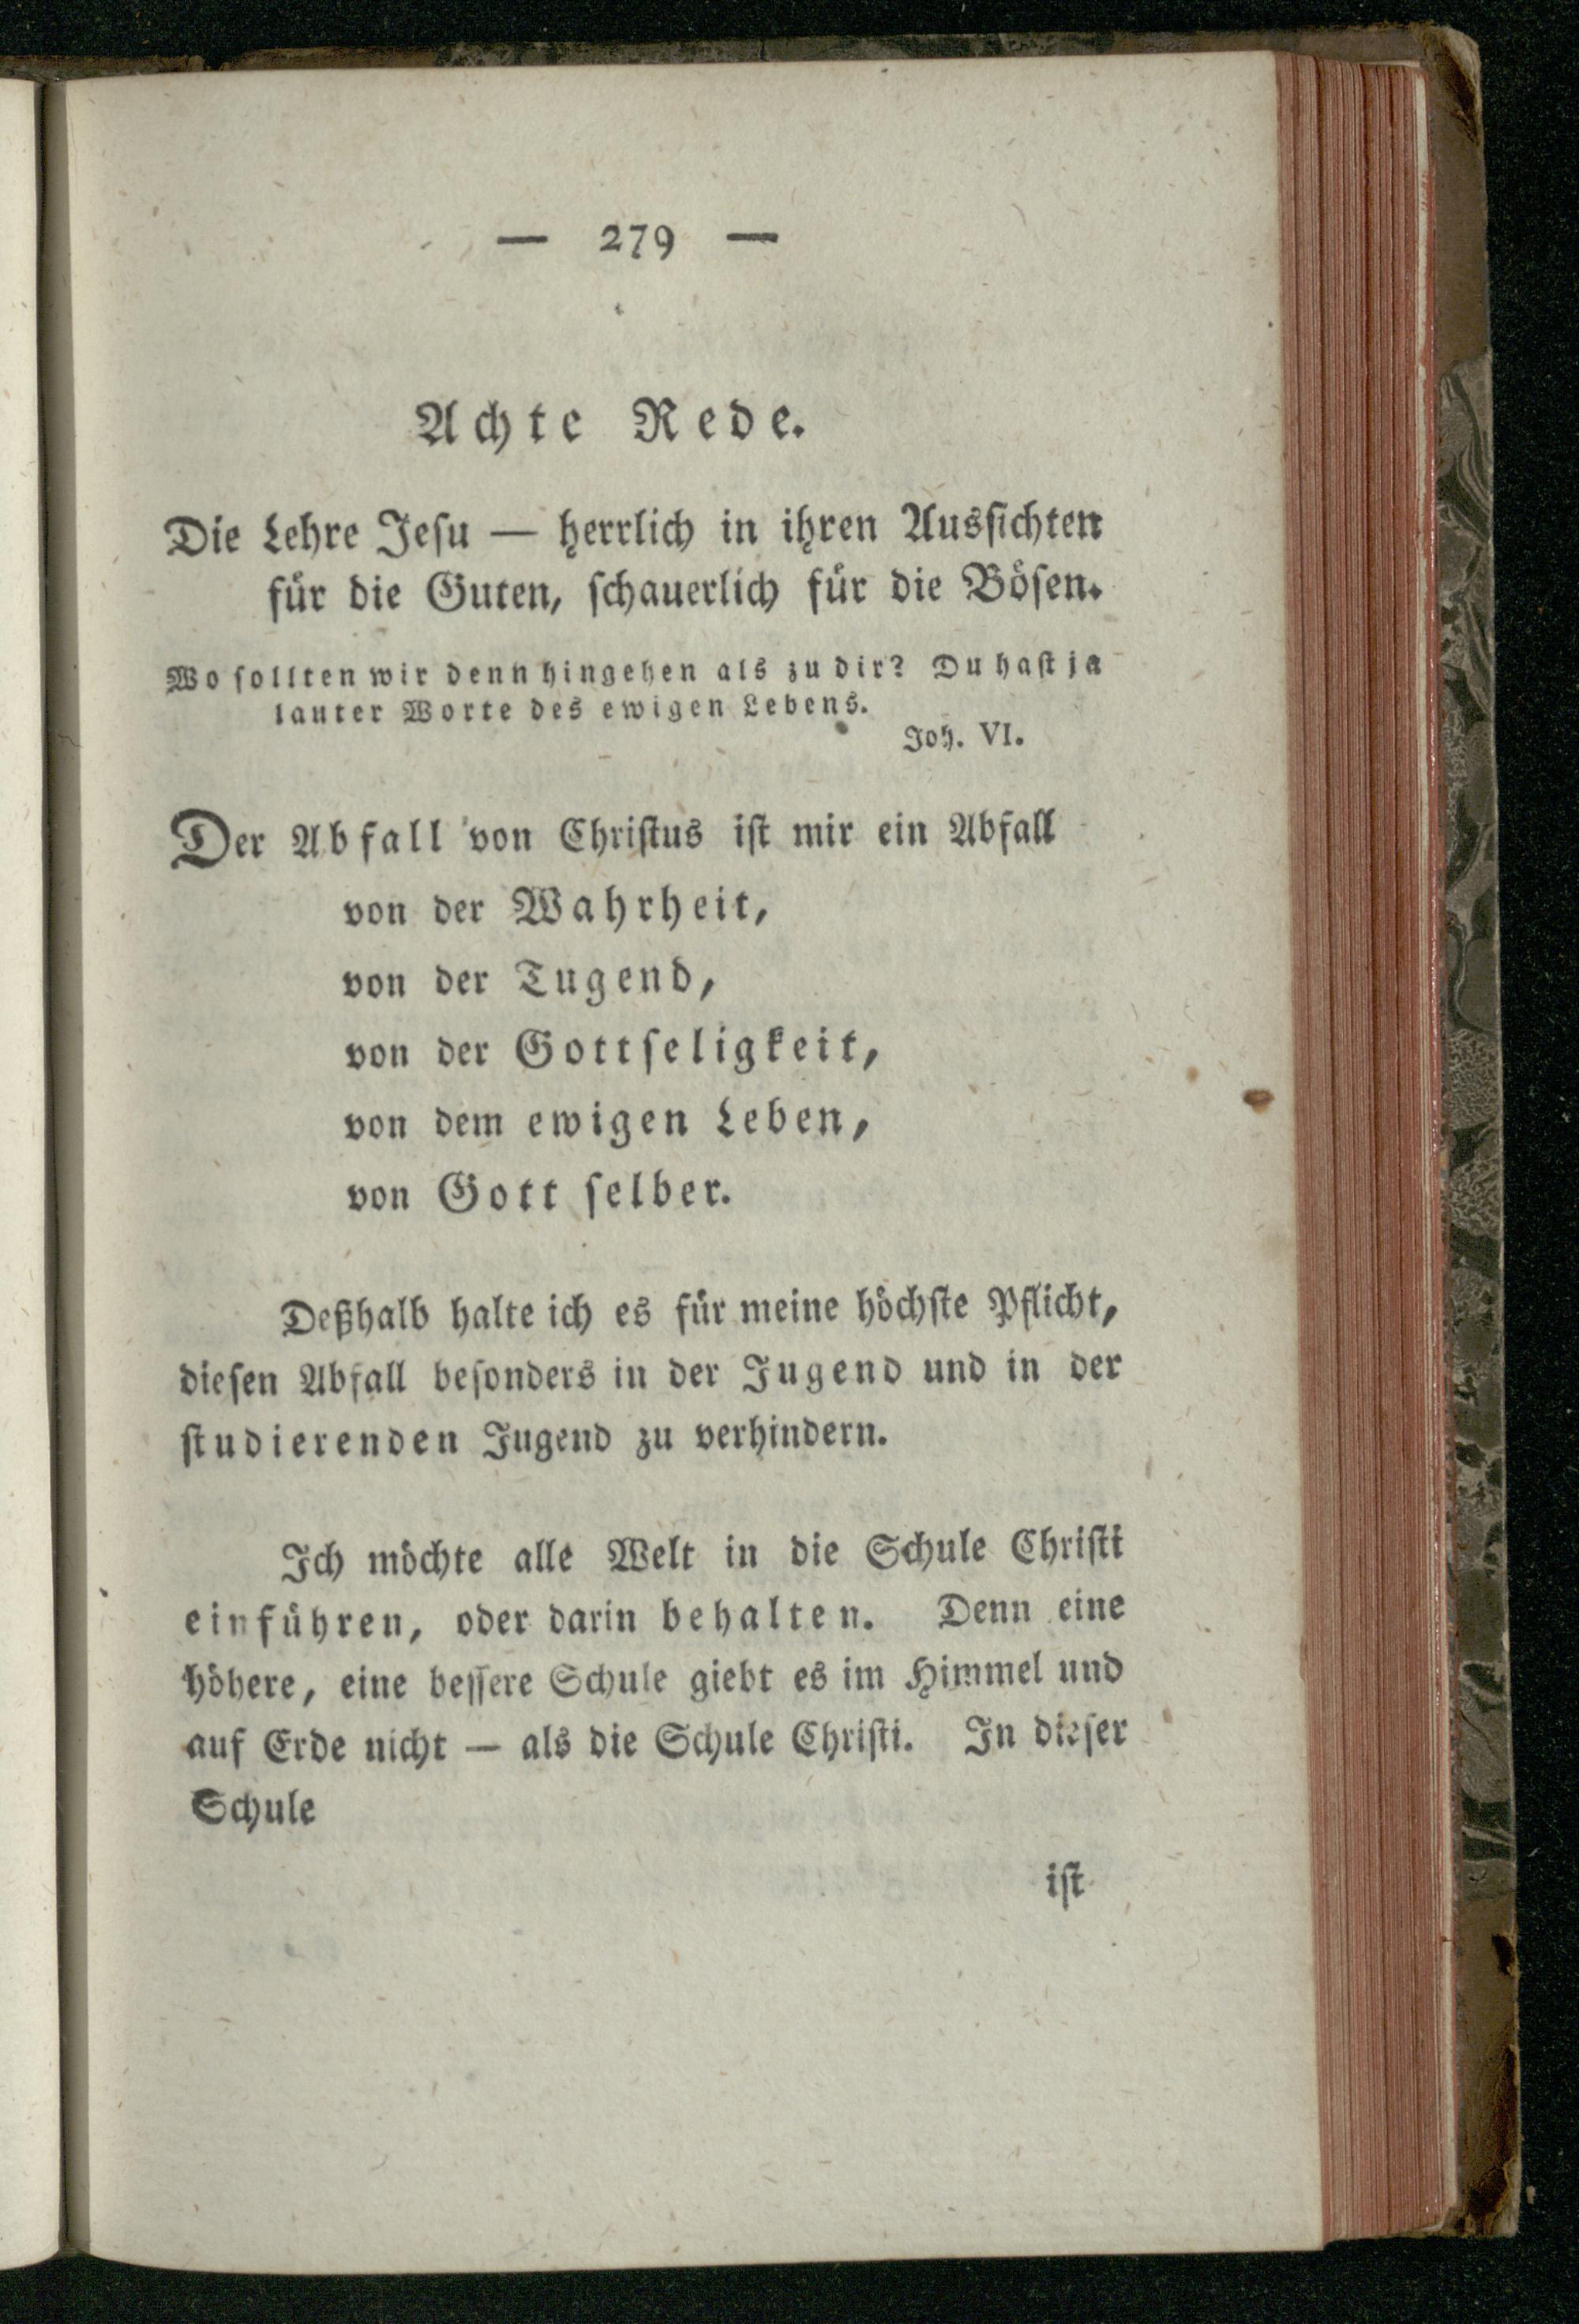 — 279 —
Achte Rede.
Die Lehre Jeſu — herrlich in ihren Ausſichten
für die Guten, ſchauerlich für die Böſen.
Wo ſollten wir denn hingehen als zu dir? Du haſt ja
lauter Worte des ewigen Lebens.
Joh. VI.
Der Abfall von Chriſtus iſt mir ein Abfall
von der Wahrheit,
von der Tugend,
von der Gottſeligkeit,
von dem ewigen Leben,
von Gott ſelber.
Deßhalb halte ich es für meine höchſte Pflicht,
dieſen Abfall beſonders in der Jugend und in der
ſtudierenden Jugend zu verhindern.
Ich möchte alle Welt in die Schule Chriſti
einführen, oder darin behalten. Denn eine
höhere, eine beſſere Schule giebt es im Himmel und
auf Erde nicht — als die Schule Chriſti. In dieſer
Schule
iſt